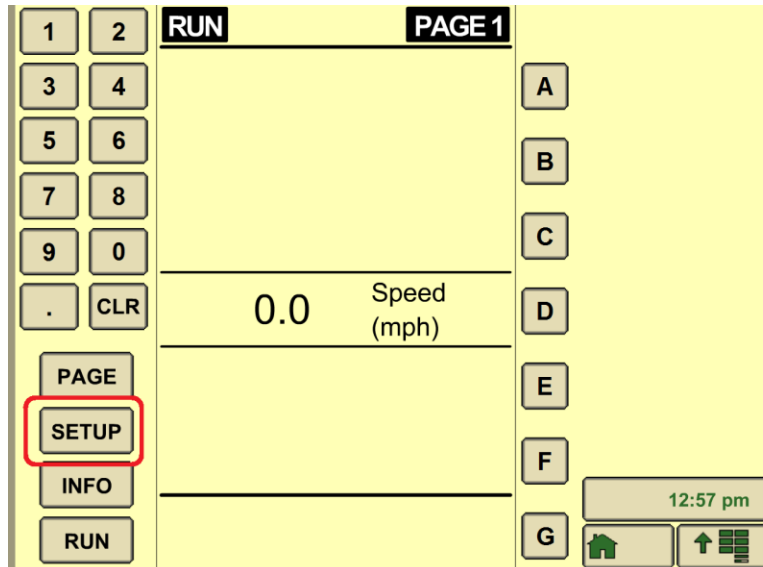 1 2 RUN PAGE 1
3 4 A
5 6 B
7 8
9 0 C
. CLR 0.0 Speed (mph) D
PAGE E
SETUP
INFO F
12:57 pm
RUN G